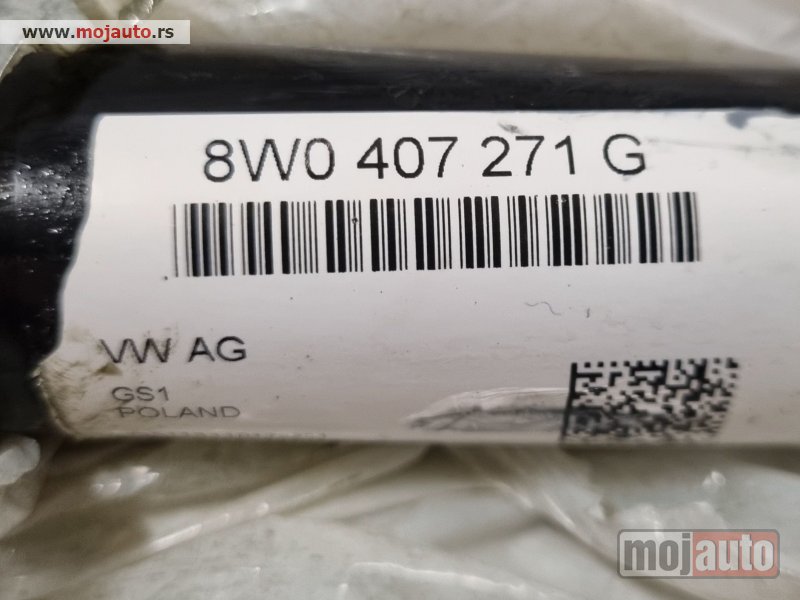 www.mojauto.rs
8W0 407 271 G
VW AG
GS1
POLAND
mojauto